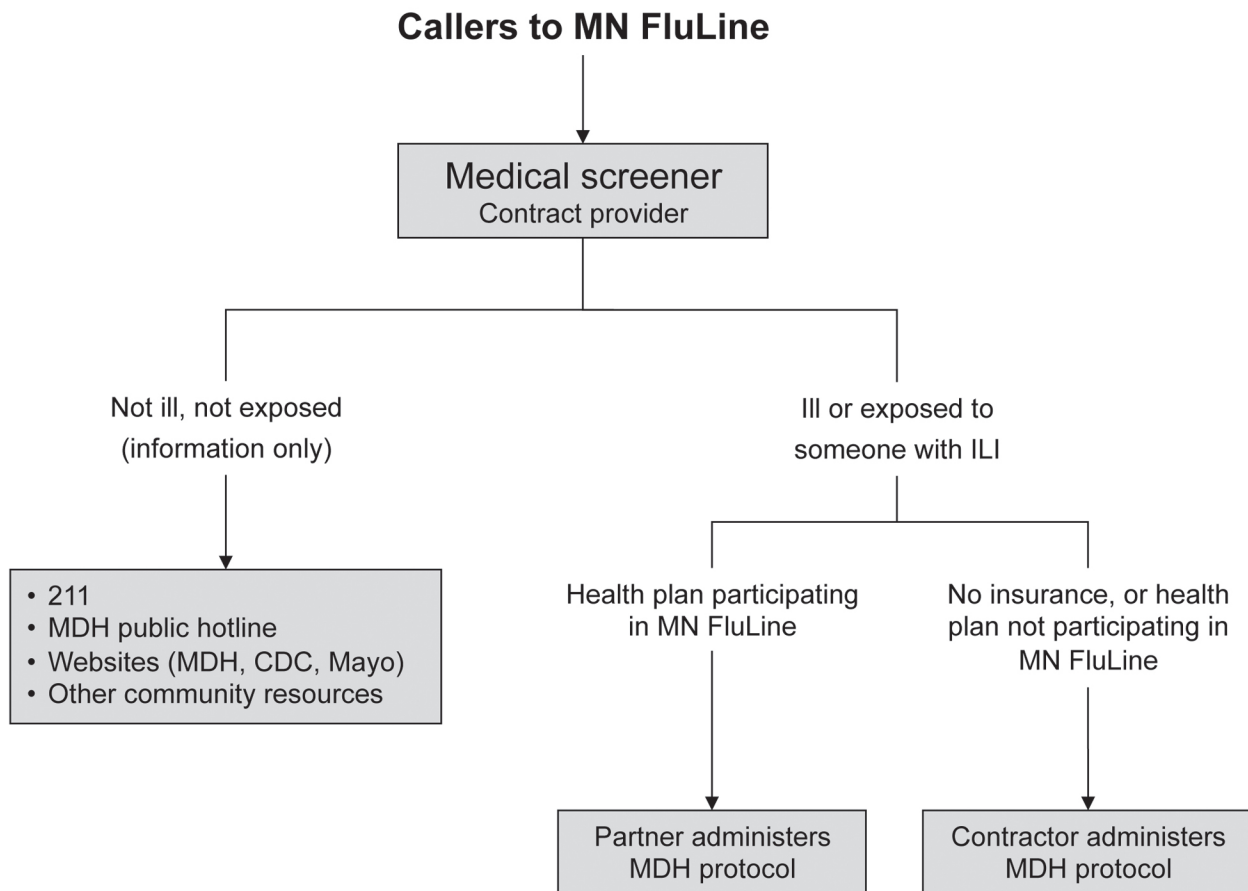 Callers to MN FluLine
Medical screener
Contract provider
Not ill, not exposed
(information only)
Ill or exposed to
someone with ILI
• 211
• MDH public hotline
• Websites (MDH, CDC, Mayo)
• Other community resources
Health plan participating
in MN FluLine
No insurance, or health
plan not participating in
MN FluLine
Partner administers
MDH protocol
Contractor administers
MDH protocol